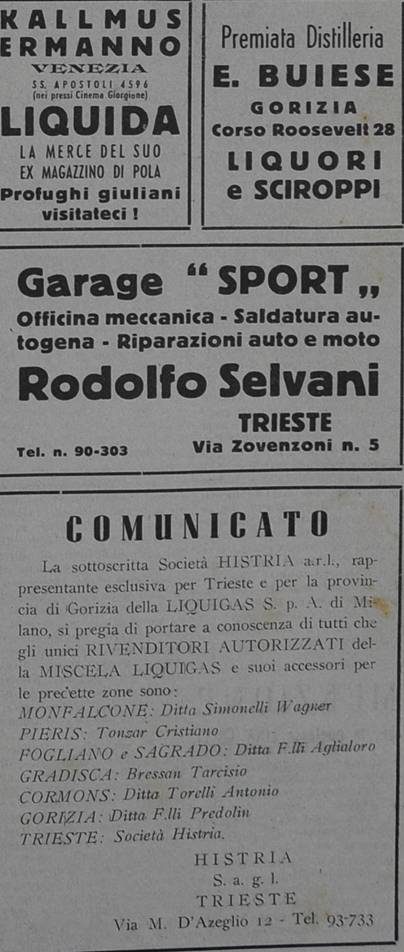 KALLMUS
ERMANNO
VENEZIA
SS. APOSTOLI 4596
(nei pressi Cinema Giorgione)
LIQUIDA
LA MERCE DEL SUO
EX MAGAZZINO DI POLA
Profughi giuliani
visitateci !
Premiata Distilleria
E. BUIESE
GORIZIA
Corso Roosevelt 28
LIQUORI
e SCIROPPI
Garage “ SPORT „
Officina meccanica - Saldatura au-
togena - Riparazioni auto e moto
Rodolfo Selvani
TRIESTE
Tel. n. 90-303 Via Zovenzoni n. 5
COMUNICATO
La sottoscritta Società HISTRIA a.r.l., rap-
presentante esclusiva per Trieste e per la provin-
cia di Gorizia della LIQUIGAS S. p. A. di Mi-
lano, si pregia di portare a conoscenza di tutti che
gli unici RIVENDITORI AUTORIZZATI del-
la MISCELA LIQUIGAS e suoi accessori per
le precette zone sono:
MONFALCONE: Ditta Simonelli Wagner
PIERIS: Tonzar Cristiano
FOGLIANO e SAGRADO: Ditta F.lli Aglialoro
GRADISCA: Bressan Tarcisio
CORMONS: Ditta Torelli Antonio
GORIZIA: Ditta F.lli Predolin
TRIESTE: Società Histria.
HISTRIA
S. a. g. l.
TRIESTE
Via M. D'Azeglio 12 - Tel. 93-733